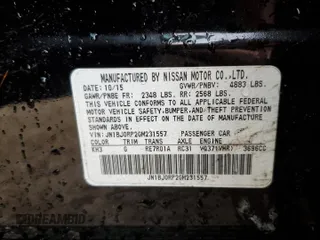 MANUFACTURED BY NISSAN MOTOR CO.,LTD.
DATE: 10/15 GVWR/PNBV: 4883 LBS.
GAWR/PNBE FR: 2348 LBS. RR: 2568 LBS.
THIS VEHICLE CONFORMS TO ALL APPLICABLE FEDERAL
MOTOR VEHICLE SAFETY,BUMPER,AND THEFT PREVENTION
STANDARDS IN EFFECT ON THE DATE OF MANUFACTURE
SHOWN ABOVE.
VIN: JN1BJ0RP2GM231557 PASSENGER CAR
COLOR TRIM TRANS AXLE ENGINE
KH3 G RE7R01A RC31 VQ37(VHR) 3696CC
JN1BJ0RP2GM231557
DREAMBID